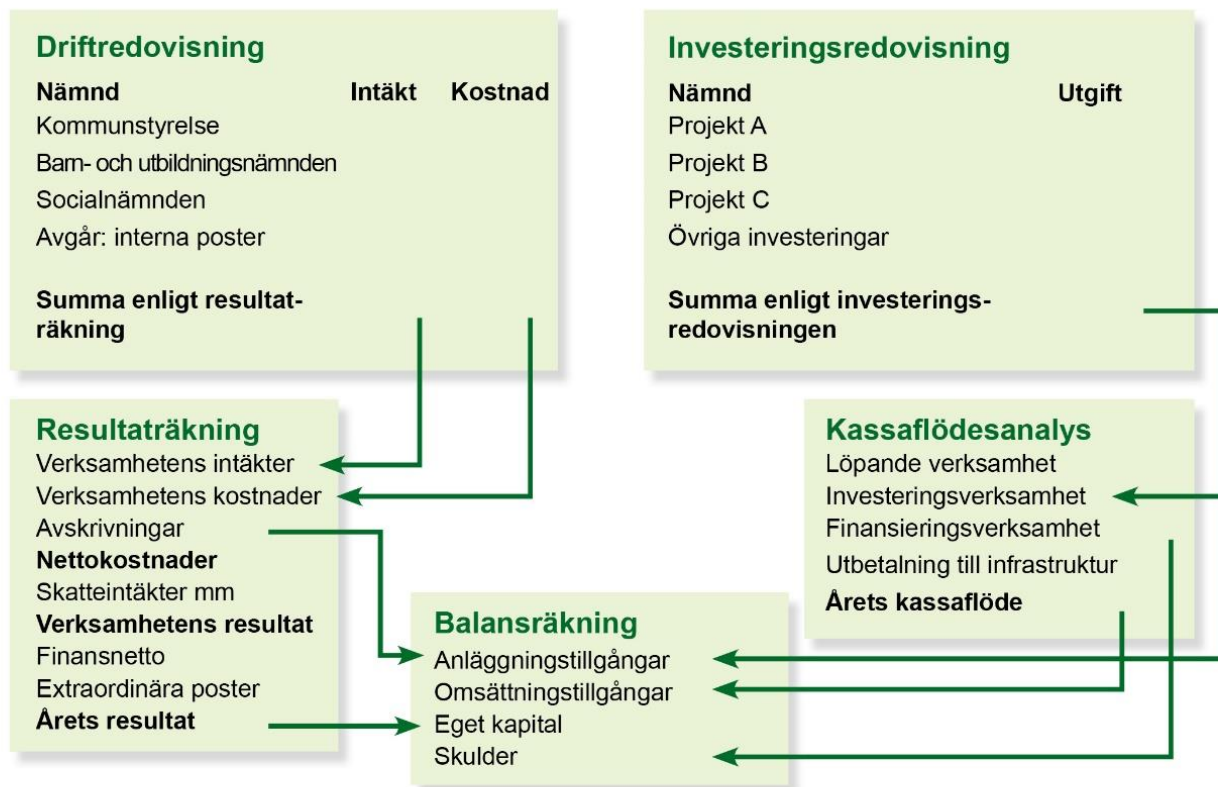 Driftredovisning
Nämnd Intäkt Kostnad
Kommunstyrelse
Barn- och utbildningsnämnden
Socialnämnden
Avgår: interna poster
Summa enligt resultat-
räkning
Investeringsredovisning
Nämnd Utgift
Projekt A
Projekt B
Projekt C
Övriga investeringar
Summa enligt investerings-
redovisningen
Resultaträkning
Verksamhetens intäkter
Verksamhetens kostnader
Avskrivningar
Nettokostnader
Skatteintäkter mm
Verksamhetens resultat
Finansnetto
Extraordinära poster
Årets resultat
Balansräkning
Anläggningstillgångar
Omsättningstillgångar
Eget kapital
Skulder
Kassaflödesanalys
Löpande verksamhet
Investeringsverksamhet
Finansieringsverksamhet
Utbetalning till infrastruktur
Årets kassaflöde